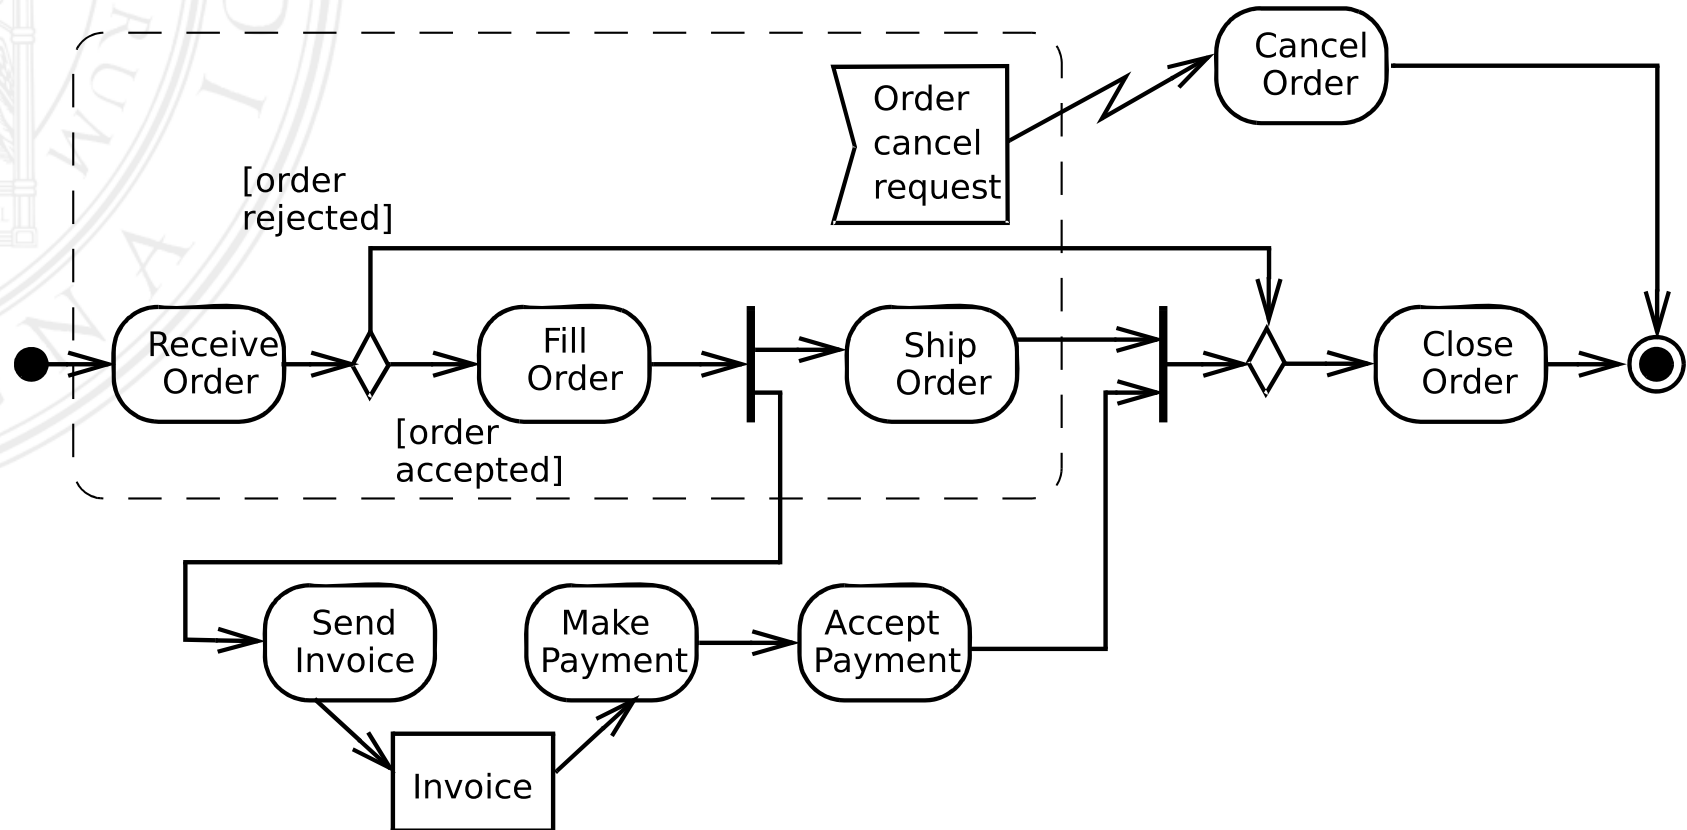 Cancel
Order
Order
cancel
request
[order
rejected]
Receive
Order
Fill
Order
Ship
Order
Close
Order
[order
accepted]
Send
Invoice
Make
Payment
Accept
Payment
Invoice